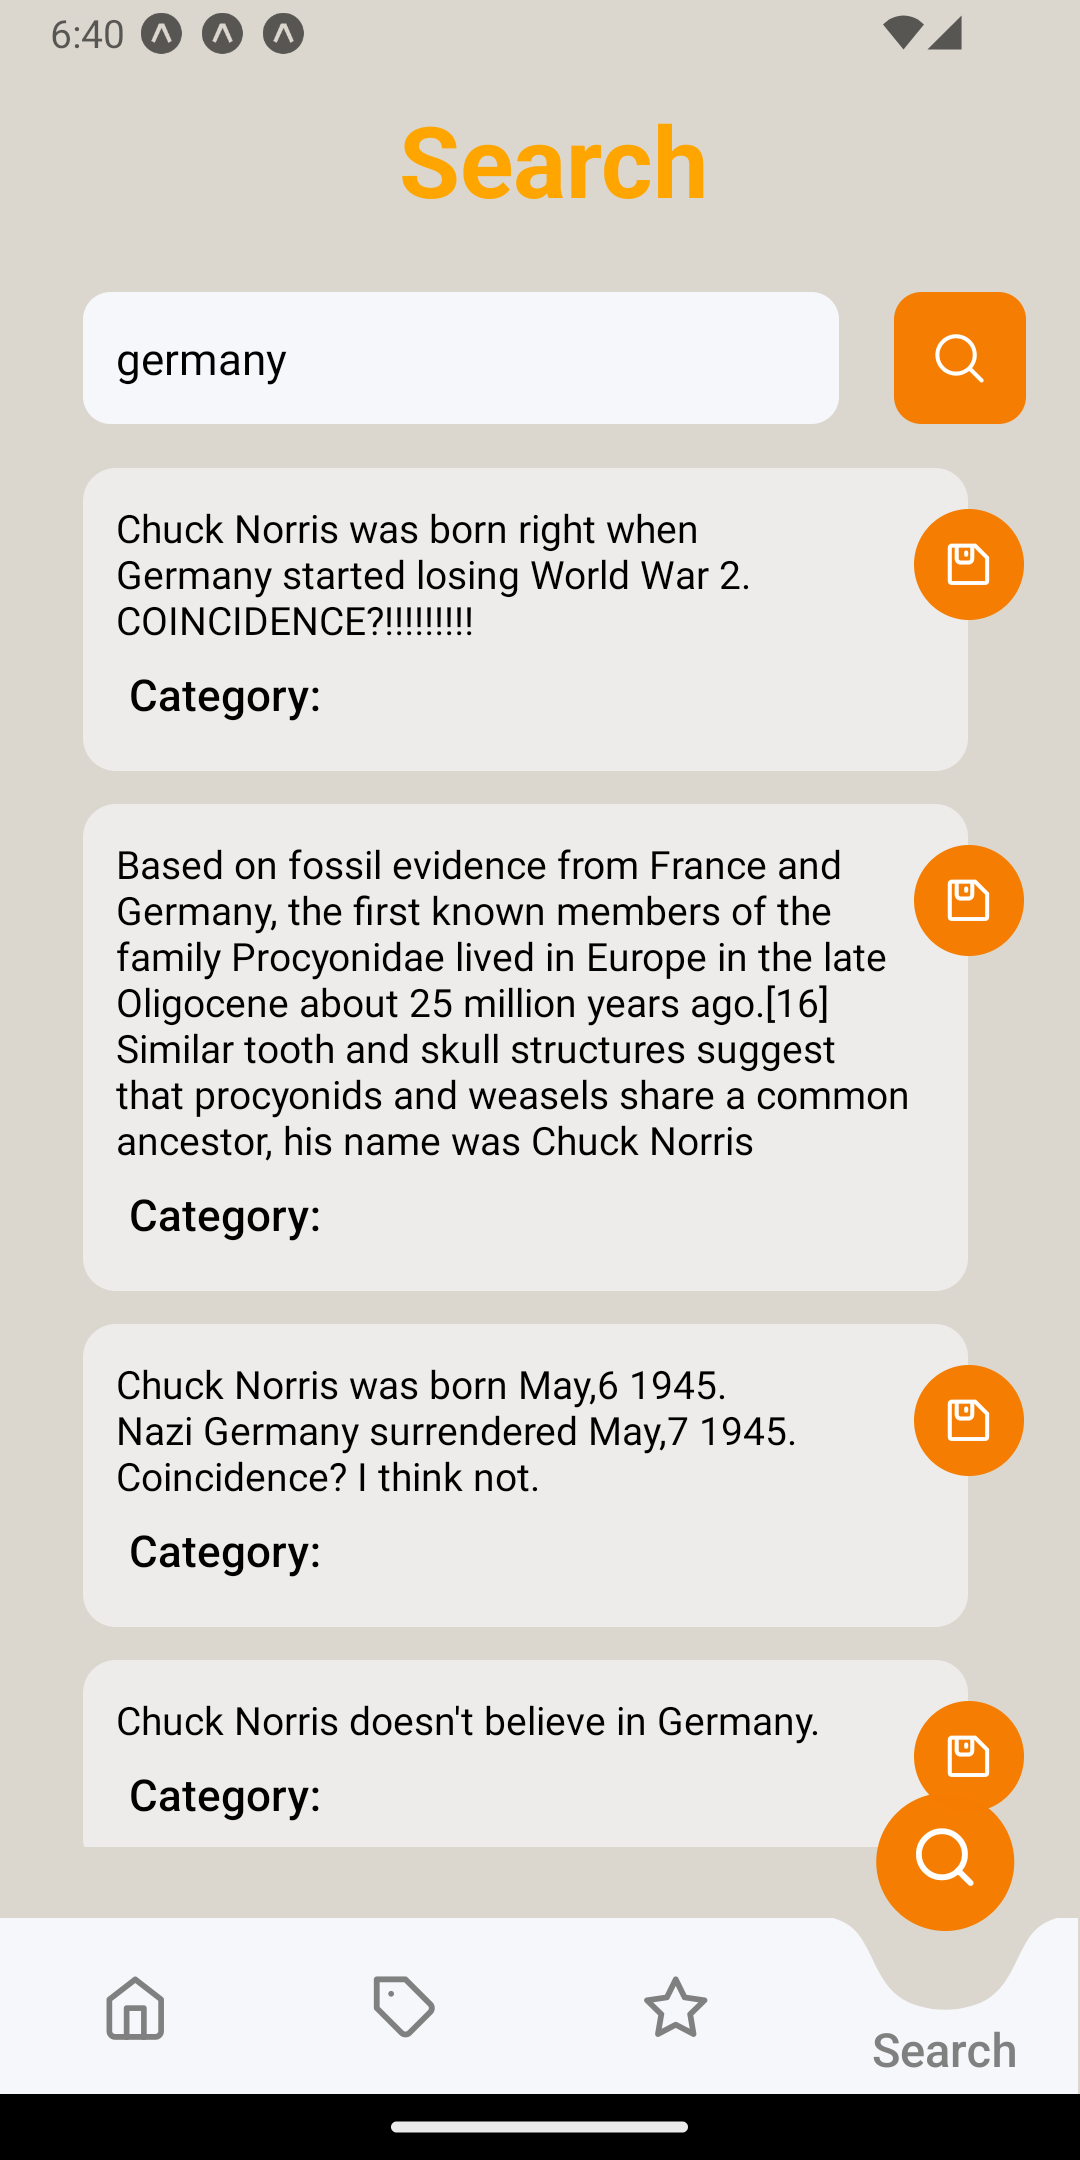 6:40
Search
germany
Chuck Norris was born right when
Germany started losing World War 2.
COINCIDENCE?!!!!!!!!!
Category:
Based on fossil evidence from France and
Germany, the first known members of the
family Procyonidae lived in Europe in the late
Oligocene about 25 million years ago.[16]
Similar tooth and skull structures suggest
that procyonids and weasels share a common
ancestor, his name was Chuck Norris
Category:
Chuck Norris was born May,6 1945.
Nazi Germany surrendered May,7 1945.
Coincidence? I think not.
Category:
Chuck Norris doesn't believe in Germany.
Category:
Search